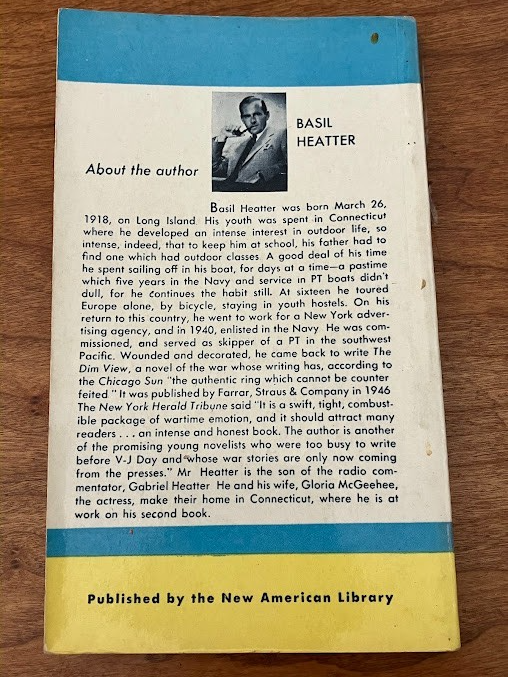 BASIL
HEATTER
About the author
Basil Heatter was born March 26,
1918, on Long Island. His youth was spent in Connecticut
where he developed an intense interest in outdoor life, so
intense, indeed, that to keep him at school, his father had to
find one which had outdoor classes. A good deal of his time
he spent sailing off in his boat, for days at a time—a pastime
which five years in the Navy and service in PT boats didn't
dull, for he continues the habit still. At sixteen he toured
Europe alone, by bicycle, staying in youth hostels. On his
return to this country, he went to work for a New York adver-
tising agency, and in 1940, enlisted in the Navy. He was com-
missioned, and served as skipper of a PT in the southwest
Pacific. Wounded and decorated, he came back to write The
Dim View, a novel of the war whose writing has, according to
the Chicago Sun "the authentic ring which cannot be counter
feited." It was published by Farrar, Straus & Company in 1946
The New York Herald Tribune said "It is a swift, tight, combust-
ible package of wartime emotion, and it should attract many
readers . . . an intense and honest book. The author is another
of the promising young novelists who were too busy to write
before V-J Day and whose war stories are only now coming
from the presses." Mr Heatter is the son of the radio com-
mentator, Gabriel Heatter He and his wife, Gloria McGeehee,
the actress, make their home in Connecticut, where he is at
work on his second book.
Published by the New American Library